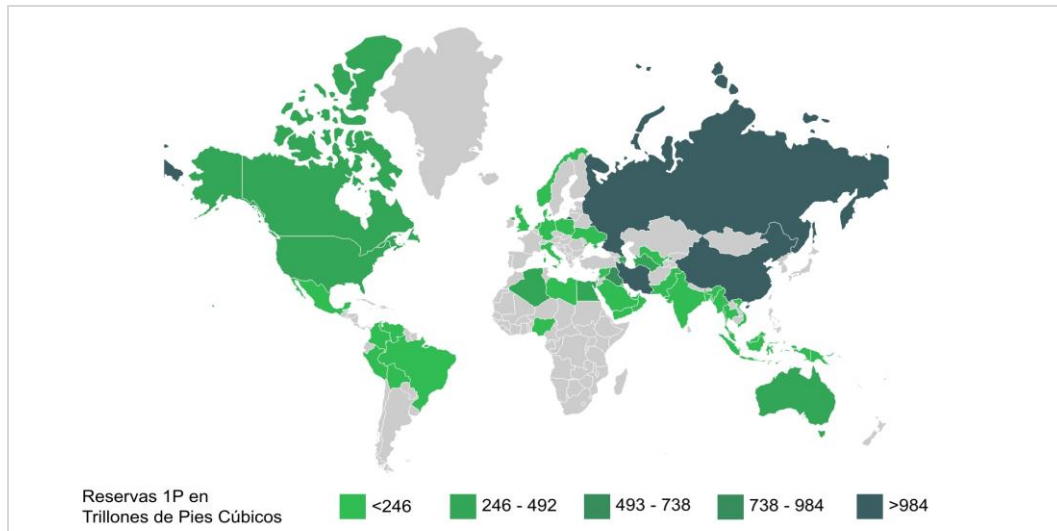 Reservas 1P en
Trillones de Pies Cúbicos
<246
246 - 492
493 - 738
738 - 984
>984